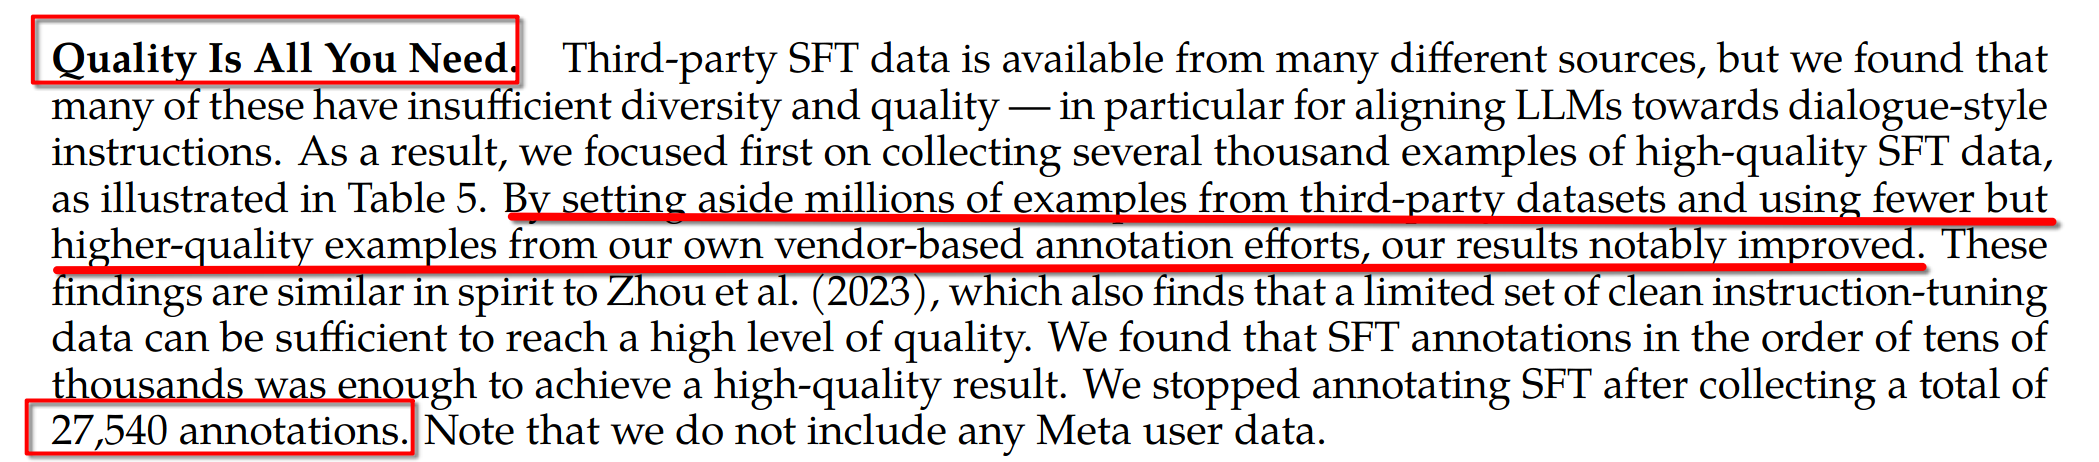 Quality Is All You Need. Third-party SFT data is available from many different sources, but we found that
many of these have insufficient diversity and quality — in particular for aligning LLMs towards dialogue-style
instructions. As a result, we focused first on collecting several thousand examples of high-quality SFT data,
as illustrated in Table 5. By setting aside millions of examples from third-party datasets and using fewer but
higher-quality examples from our own vendor-based annotation efforts, our results notably improved. These
findings are similar in spirit to Zhou et al. (2023), which also finds that a limited set of clean instruction-tuning
data can be sufficient to reach a high level of quality. We found that SFT annotations in the order of tens of
thousands was enough to achieve a high-quality result. We stopped annotating SFT after collecting a total of
27,540 annotations. Note that we do not include any Meta user data.